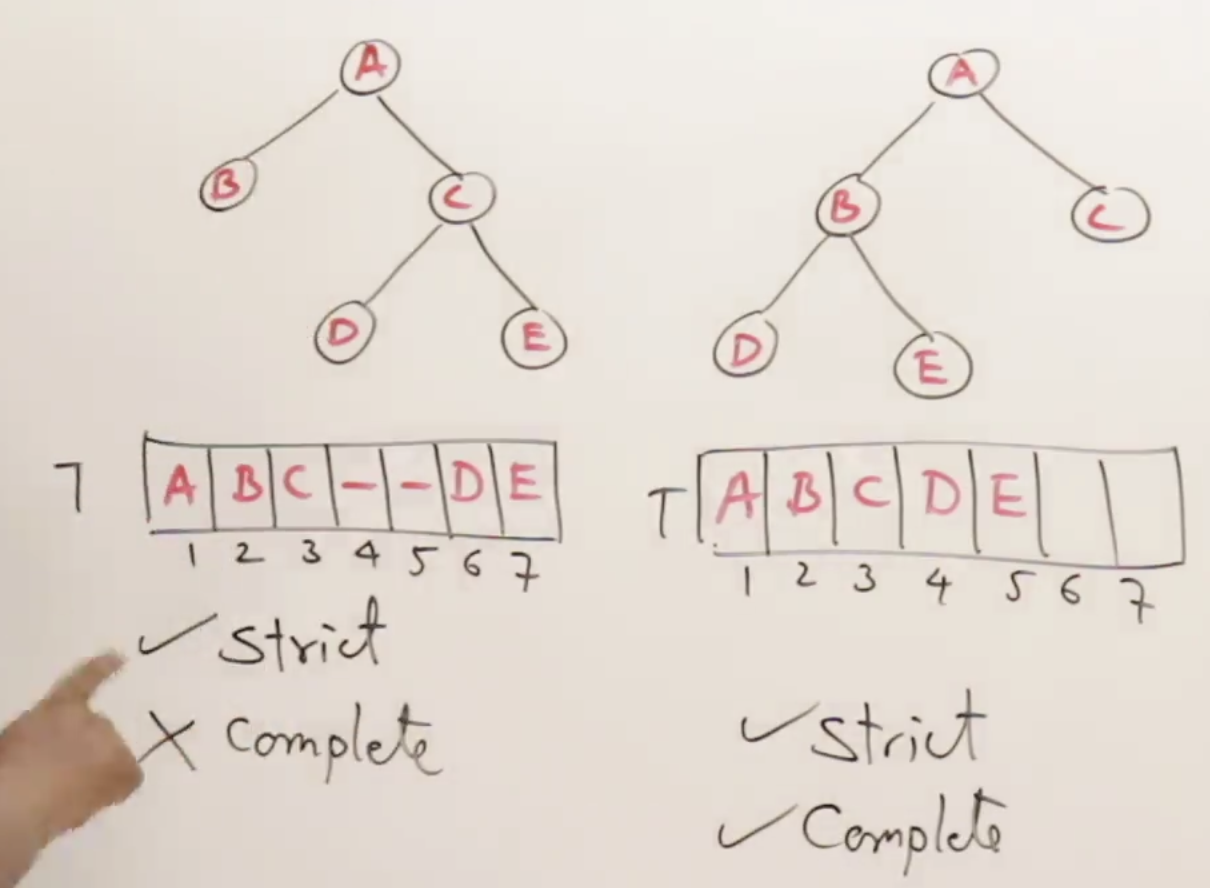 A
B
C
D
E
T A B C - - D E
1 2 3 4 5 6 7
✓ Strict
X Complete
A
B
C
D
E
T A B C D E
1 2 3 4 5 6 7
✓ Strict
✓ Complete